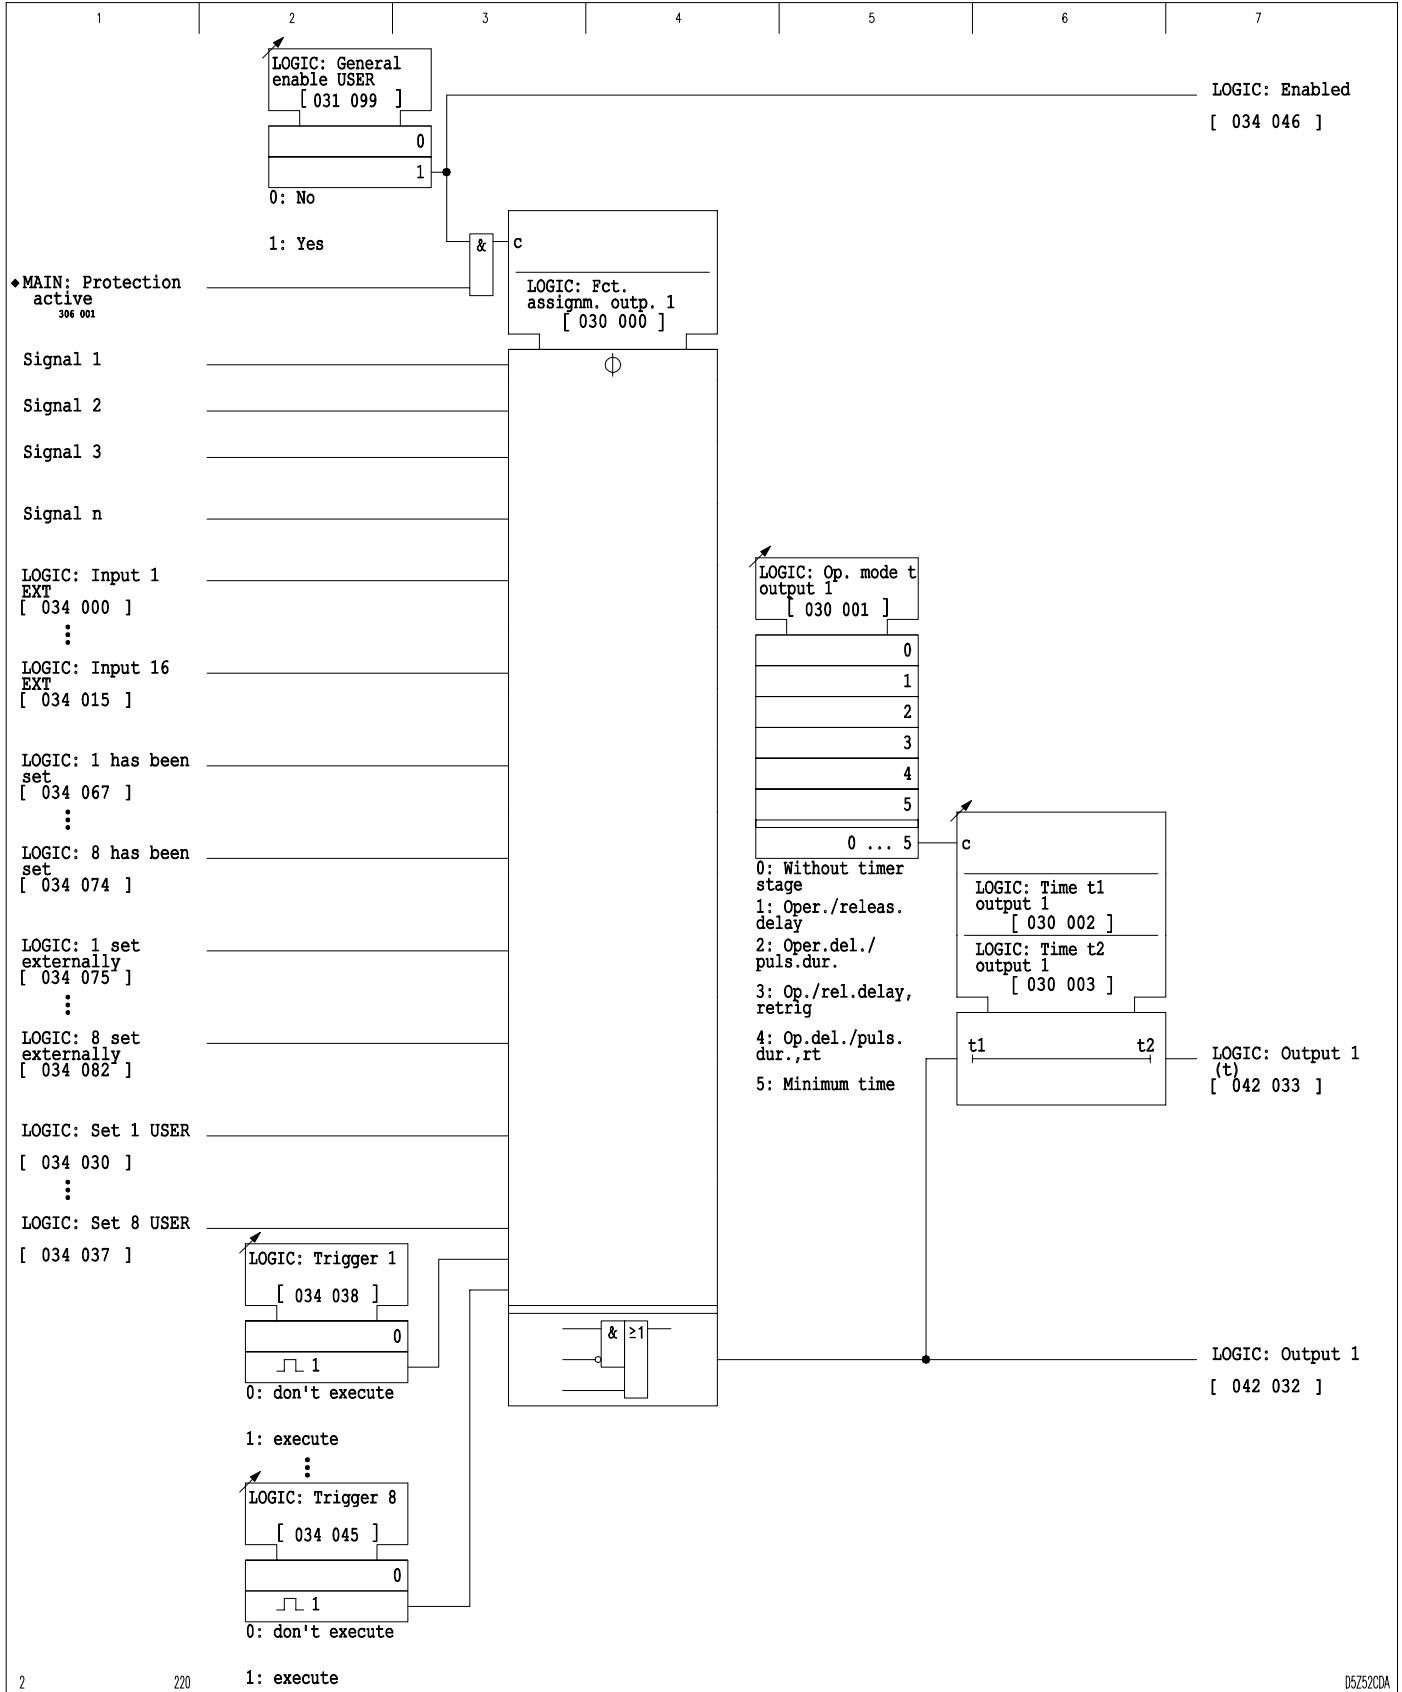 1 2 3 4 5 6 7
LOGIC: General
enable USER
[ 031 099 ]
0
1
0: No
1: Yes
LOGIC: Enabled
[ 034 046 ]
&
c
LOGIC: Fct.
assignm. outp. 1
[ 030 000 ]
◆MAIN: Protection
active
306 001
Signal 1
Signal 2
Signal 3
Signal n
LOGIC: Input 1
EXT
[ 034 000 ]
LOGIC: Input 16
EXT
[ 034 015 ]
LOGIC: 1 has been
set
[ 034 067 ]
LOGIC: 8 has been
set
[ 034 074 ]
LOGIC: 1 set
externally
[ 034 075 ]
LOGIC: 8 set
externally
[ 034 082 ]
LOGIC: Set 1 USER
[ 034 030 ]
LOGIC: Set 8 USER
[ 034 037 ]
LOGIC: Trigger 1
[ 034 038 ]
0
1
0: don't execute
1: execute
LOGIC: Trigger 8
[ 034 045 ]
0
1
0: don't execute
1: execute
& ≥1
LOGIC: Op. mode t
output 1
[ 030 001 ]
0
1
2
3
4
5
0 ... 5
0: Without timer
stage
1: Oper./releas.
delay
2: Oper.del./
puls.dur.
3: Op./rel.delay,
retrig
4: Op.del./puls.
dur.,rt
5: Minimum time
c
LOGIC: Time t1
output 1
[ 030 002 ]
LOGIC: Time t2
output 1
[ 030 003 ]
t1 t2
LOGIC: Output 1
(t)
[ 042 033 ]
LOGIC: Output 1
[ 042 032 ]
2 220 D5Z52CDA